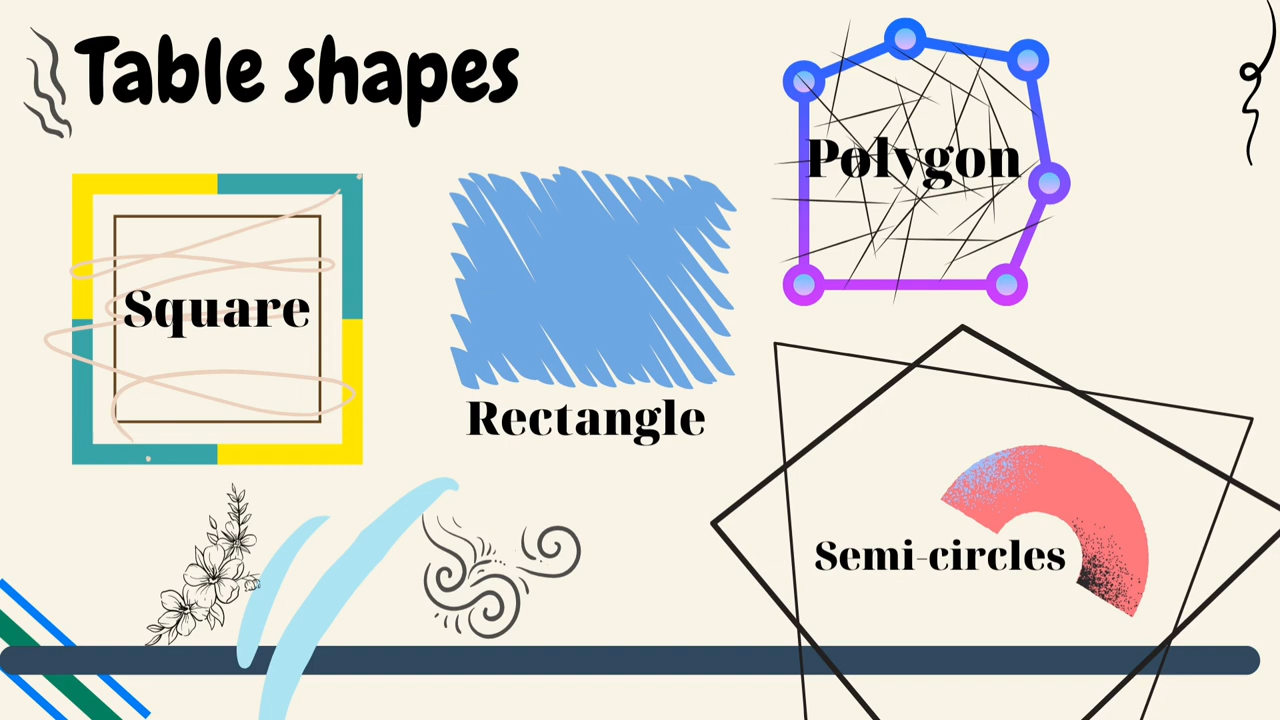 Table shapes
Polygon
Square
Rectangle
Semi-circles